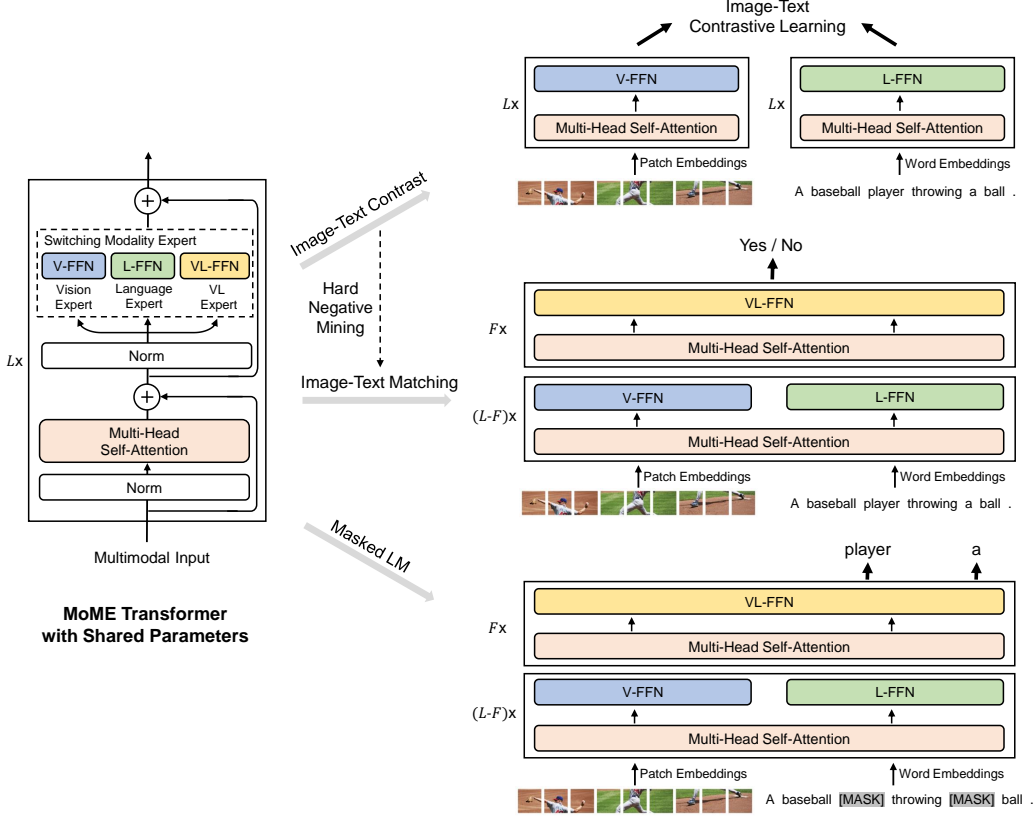 Lx
Switching Modality Expert
V-FFN L-FFN VL-FFN
Vision Expert
Language Expert
VL Expert
Norm
+
Multi-Head
Self-Attention
Norm
+
Multimodal Input
MoME Transformer
with Shared Parameters
Image-Text Contrast
Hard
Negative
Mining
Image-Text Matching
Masked LM
Image-Text
Contrastive Learning
Lx
V-FFN
Multi-Head Self-Attention
Patch Embeddings
Lx
L-FFN
Multi-Head Self-Attention
Word Embeddings
A baseball player throwing a ball .
Yes / No
Fx
VL-FFN
Multi-Head Self-Attention
(L-F)x
V-FFN L-FFN
Multi-Head Self-Attention
Patch Embeddings Word Embeddings
A baseball player throwing a ball .
player a
Fx
VL-FFN
Multi-Head Self-Attention
(L-F)x
V-FFN L-FFN
Multi-Head Self-Attention
Patch Embeddings Word Embeddings
A baseball [MASK] throwing [MASK] ball .